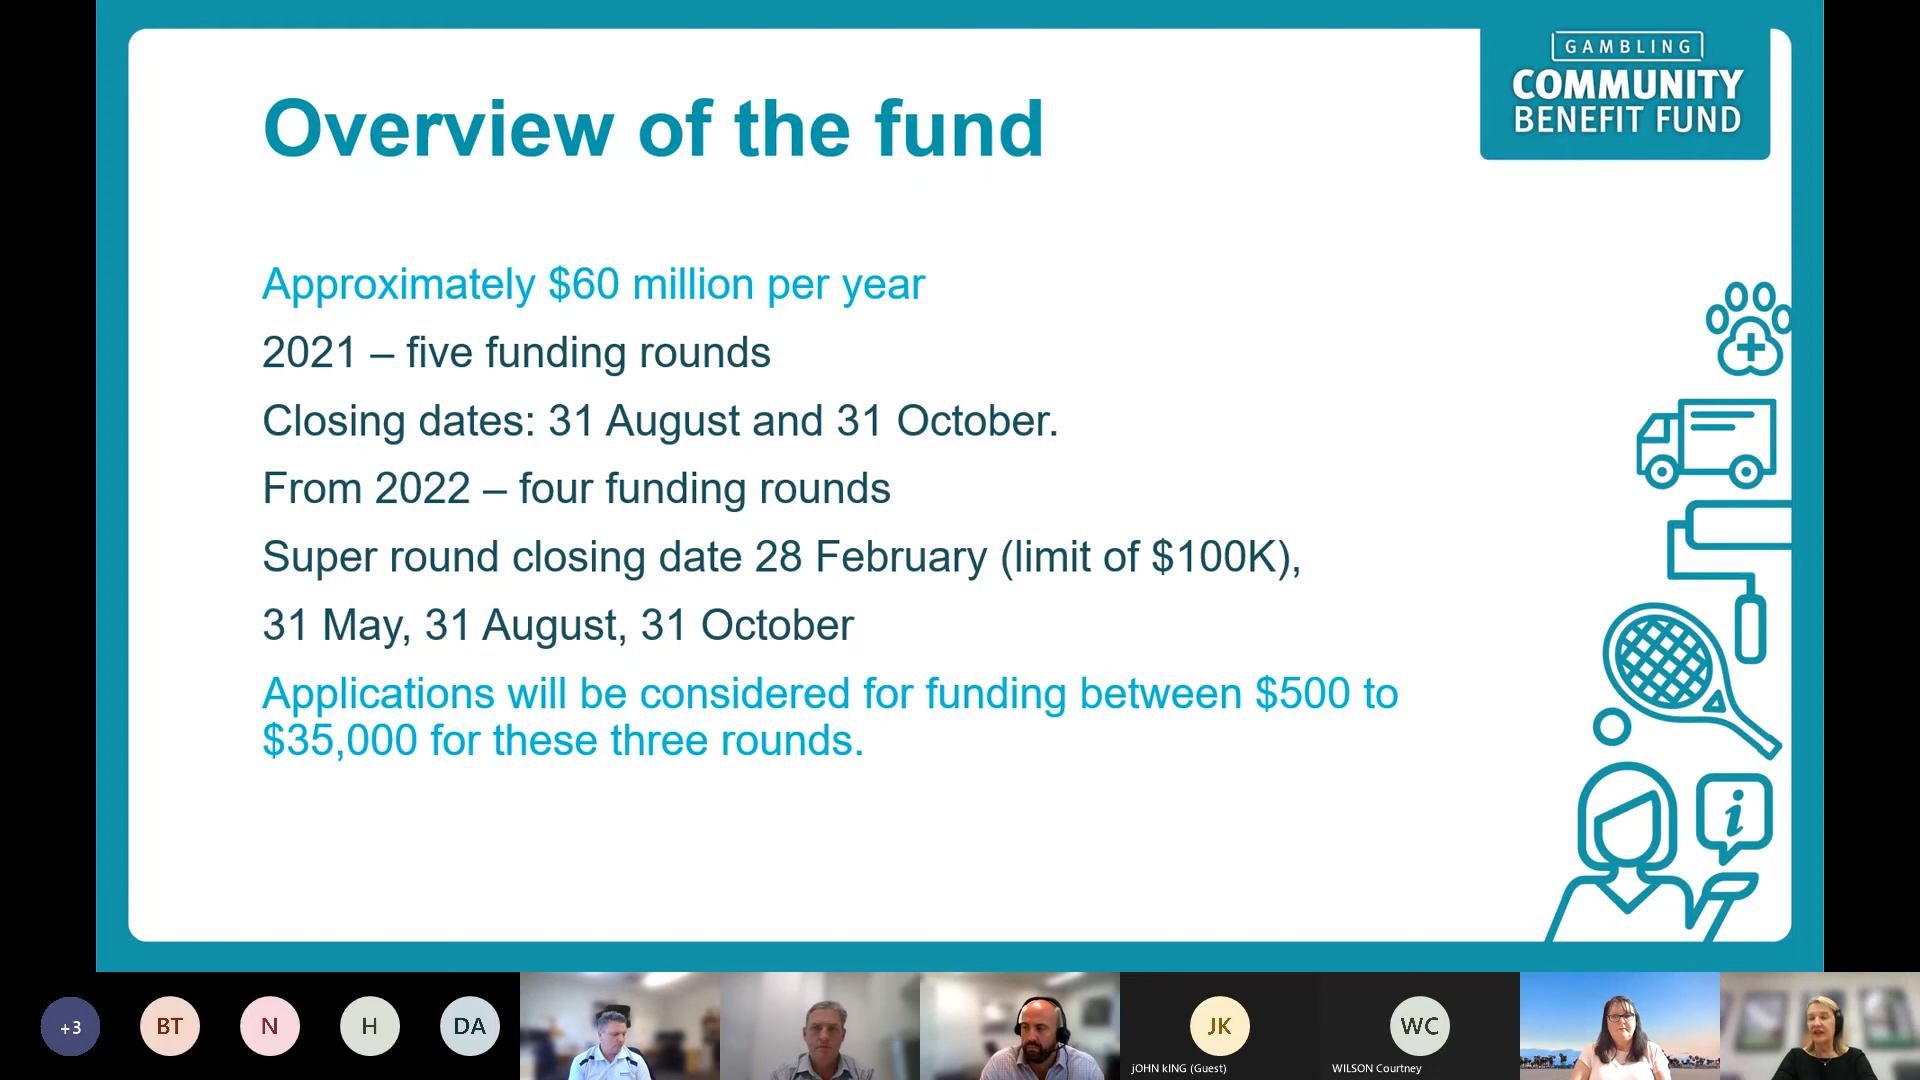 GAMBLING
COMMUNITY
BENEFIT FUND
Overview of the fund
Approximately $60 million per year
2021 – five funding rounds
Closing dates: 31 August and 31 October.
From 2022 – four funding rounds
Super round closing date 28 February (limit of $100K),
31 May, 31 August, 31 October
Applications will be considered for funding between $500 to
$35,000 for these three rounds.
i
+3
BT
N
H
DA
JK
WC
jOHN kING (Guest)
WILSON Courtney